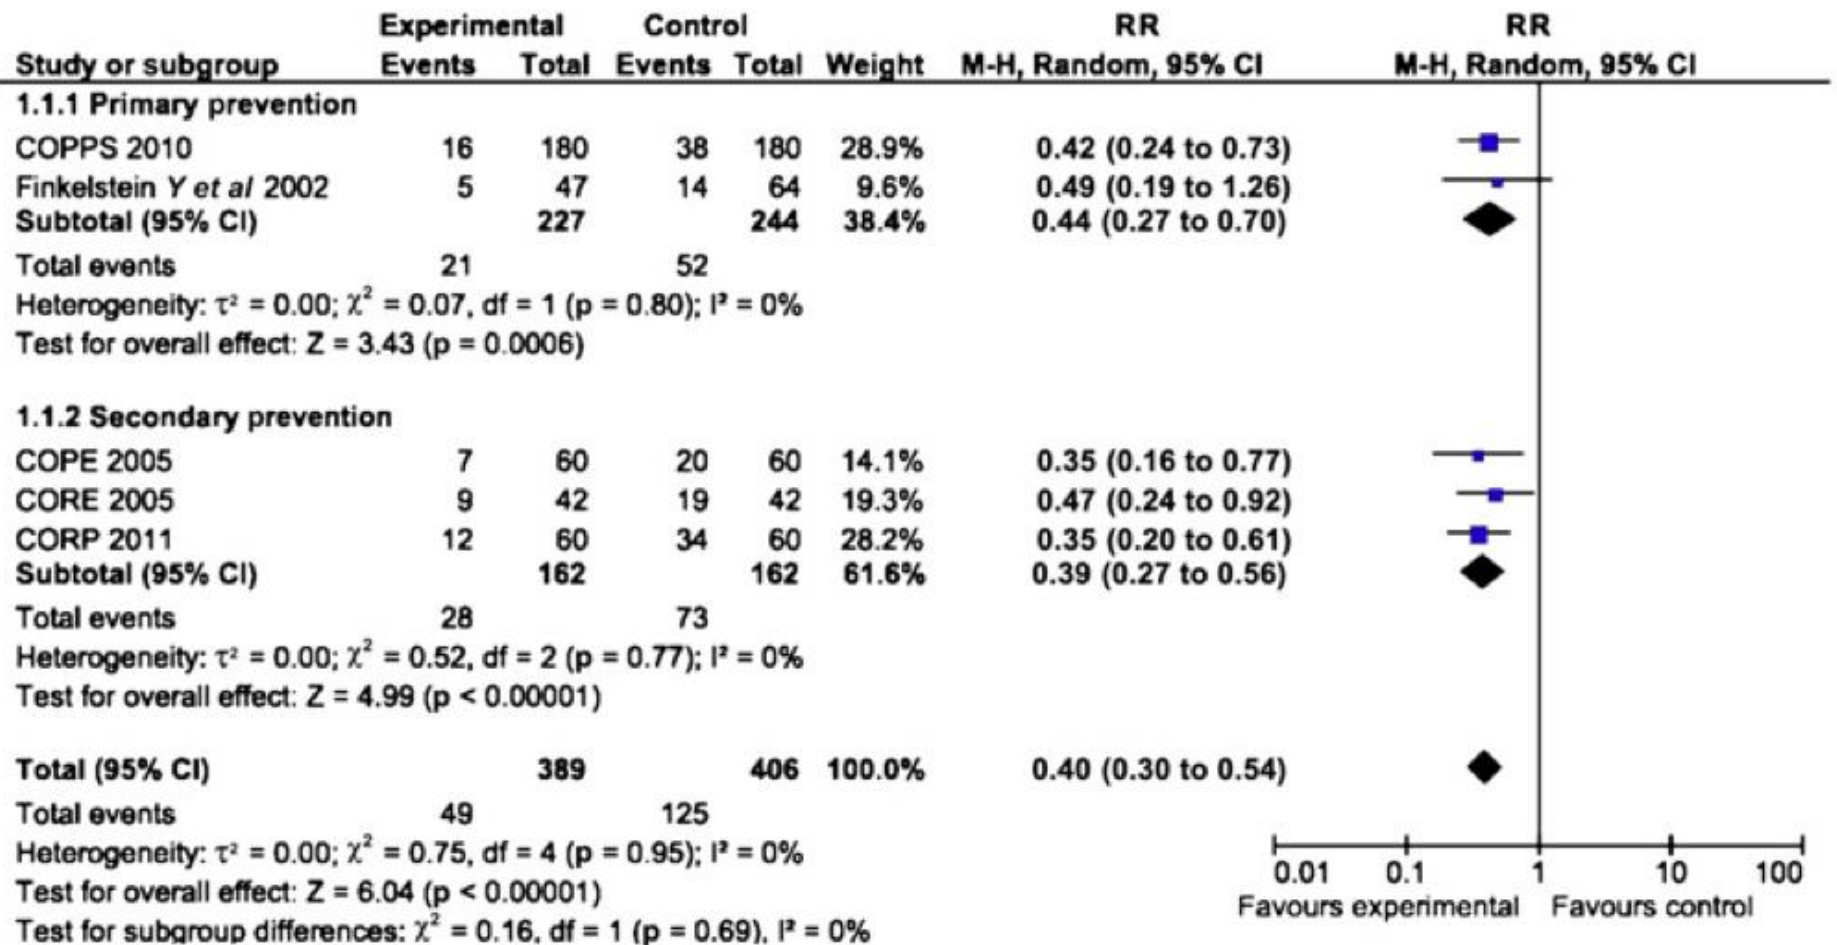 Experimental Control RR RR
Study or subgroup Events Total Events Total Weight M-H, Random, 95% CI M-H, Random, 95% CI
1.1.1 Primary prevention
COPPS 2010 16 180 38 180 28.9% 0.42 (0.24 to 0.73)
Finkelstein Y et al 2002 5 47 14 64 9.6% 0.49 (0.19 to 1.26)
Subtotal (95% CI) 227 244 38.4% 0.44 (0.27 to 0.70)
Total events 21 52
Heterogeneity: τ² = 0.00; χ² = 0.07, df = 1 (p = 0.80); I² = 0%
Test for overall effect: Z = 3.43 (p = 0.0006)
1.1.2 Secondary prevention
COPE 2005 7 60 20 60 14.1% 0.35 (0.16 to 0.77)
CORE 2005 9 42 19 42 19.3% 0.47 (0.24 to 0.92)
CORP 2011 12 60 34 60 28.2% 0.35 (0.20 to 0.61)
Subtotal (95% CI) 162 162 61.6% 0.39 (0.27 to 0.56)
Total events 28 73
Heterogeneity: τ² = 0.00; χ² = 0.52, df = 2 (p = 0.77); I² = 0%
Test for overall effect: Z = 4.99 (p < 0.00001)
Total (95% CI) 389 406 100.0% 0.40 (0.30 to 0.54)
Total events 49 125
Heterogeneity: τ² = 0.00; χ² = 0.75, df = 4 (p = 0.95); I² = 0%
Test for overall effect: Z = 6.04 (p < 0.00001)
Test for subgroup differences: χ² = 0.16, df = 1 (p = 0.69), I² = 0%
0.01 0.1 1 10 100
Favours experimental Favours control